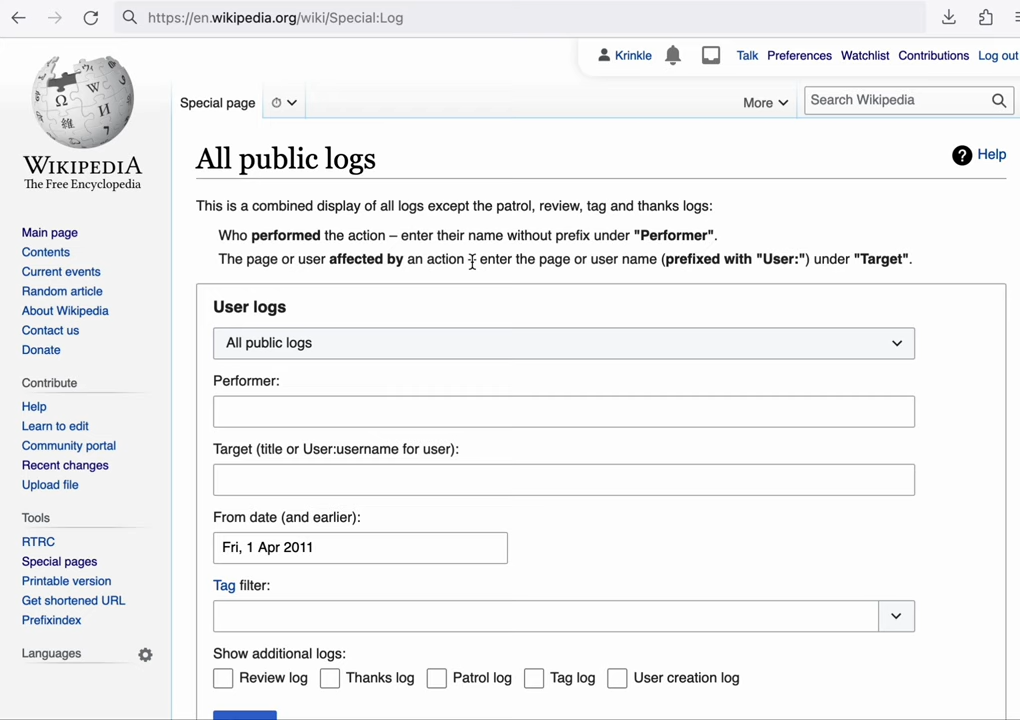 https://en.wikipedia.org/wiki/Special:Log
Krinkle
Talk
Preferences
Watchlist
Contributions
Log out
Special page
More
Search Wikipedia
WIKIPEDIA
The Free Encyclopedia
Main page
Contents
Current events
Random article
About Wikipedia
Contact us
Donate
Contribute
Help
Learn to edit
Community portal
Recent changes
Upload file
Tools
RTRC
Special pages
Printable version
Get shortened URL
Prefixindex
Languages
All public logs
Help
This is a combined display of all logs except the patrol, review, tag and thanks logs:
Who performed the action – enter their name without prefix under "Performer".
The page or user affected by an action – enter the page or user name (prefixed with "User:") under "Target".
User logs
All public logs
Performer:
Target (title or User:username for user):
From date (and earlier):
Fri, 1 Apr 2011
Tag filter:
Show additional logs:
Review log
Thanks log
Patrol log
Tag log
User creation log